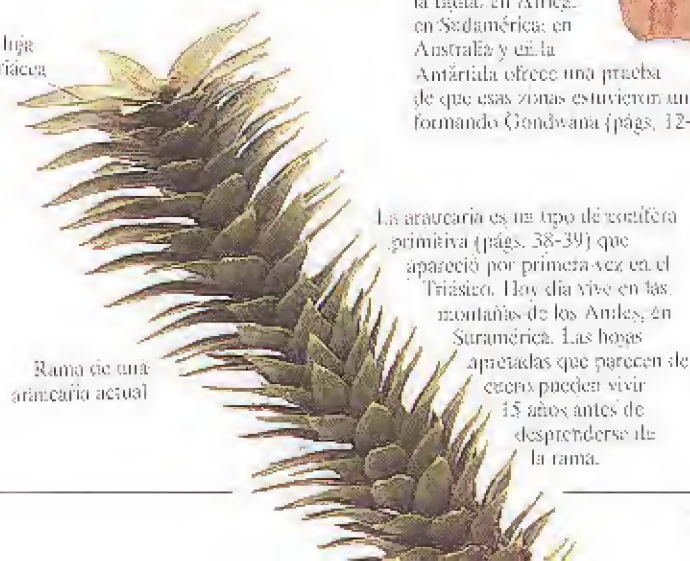 la India, en África,
en Sudamérica, en
Australia y en la
Antártida ofrece una prueba
de que esas zonas estuvieron un
formando Gondwana (págs. 12-
hoja
La araucaria es un tipo de conífera
primitiva (págs. 38-39) que
apareció por primera vez en el
Triásico. Hoy día vive en las
montañas de los Andes, en
Suramérica. Las hojas
apretadas que parecen de
cuero pueden vivir
15 años antes de
desprenderse de
la rama.
Rama de una
araucaria actual